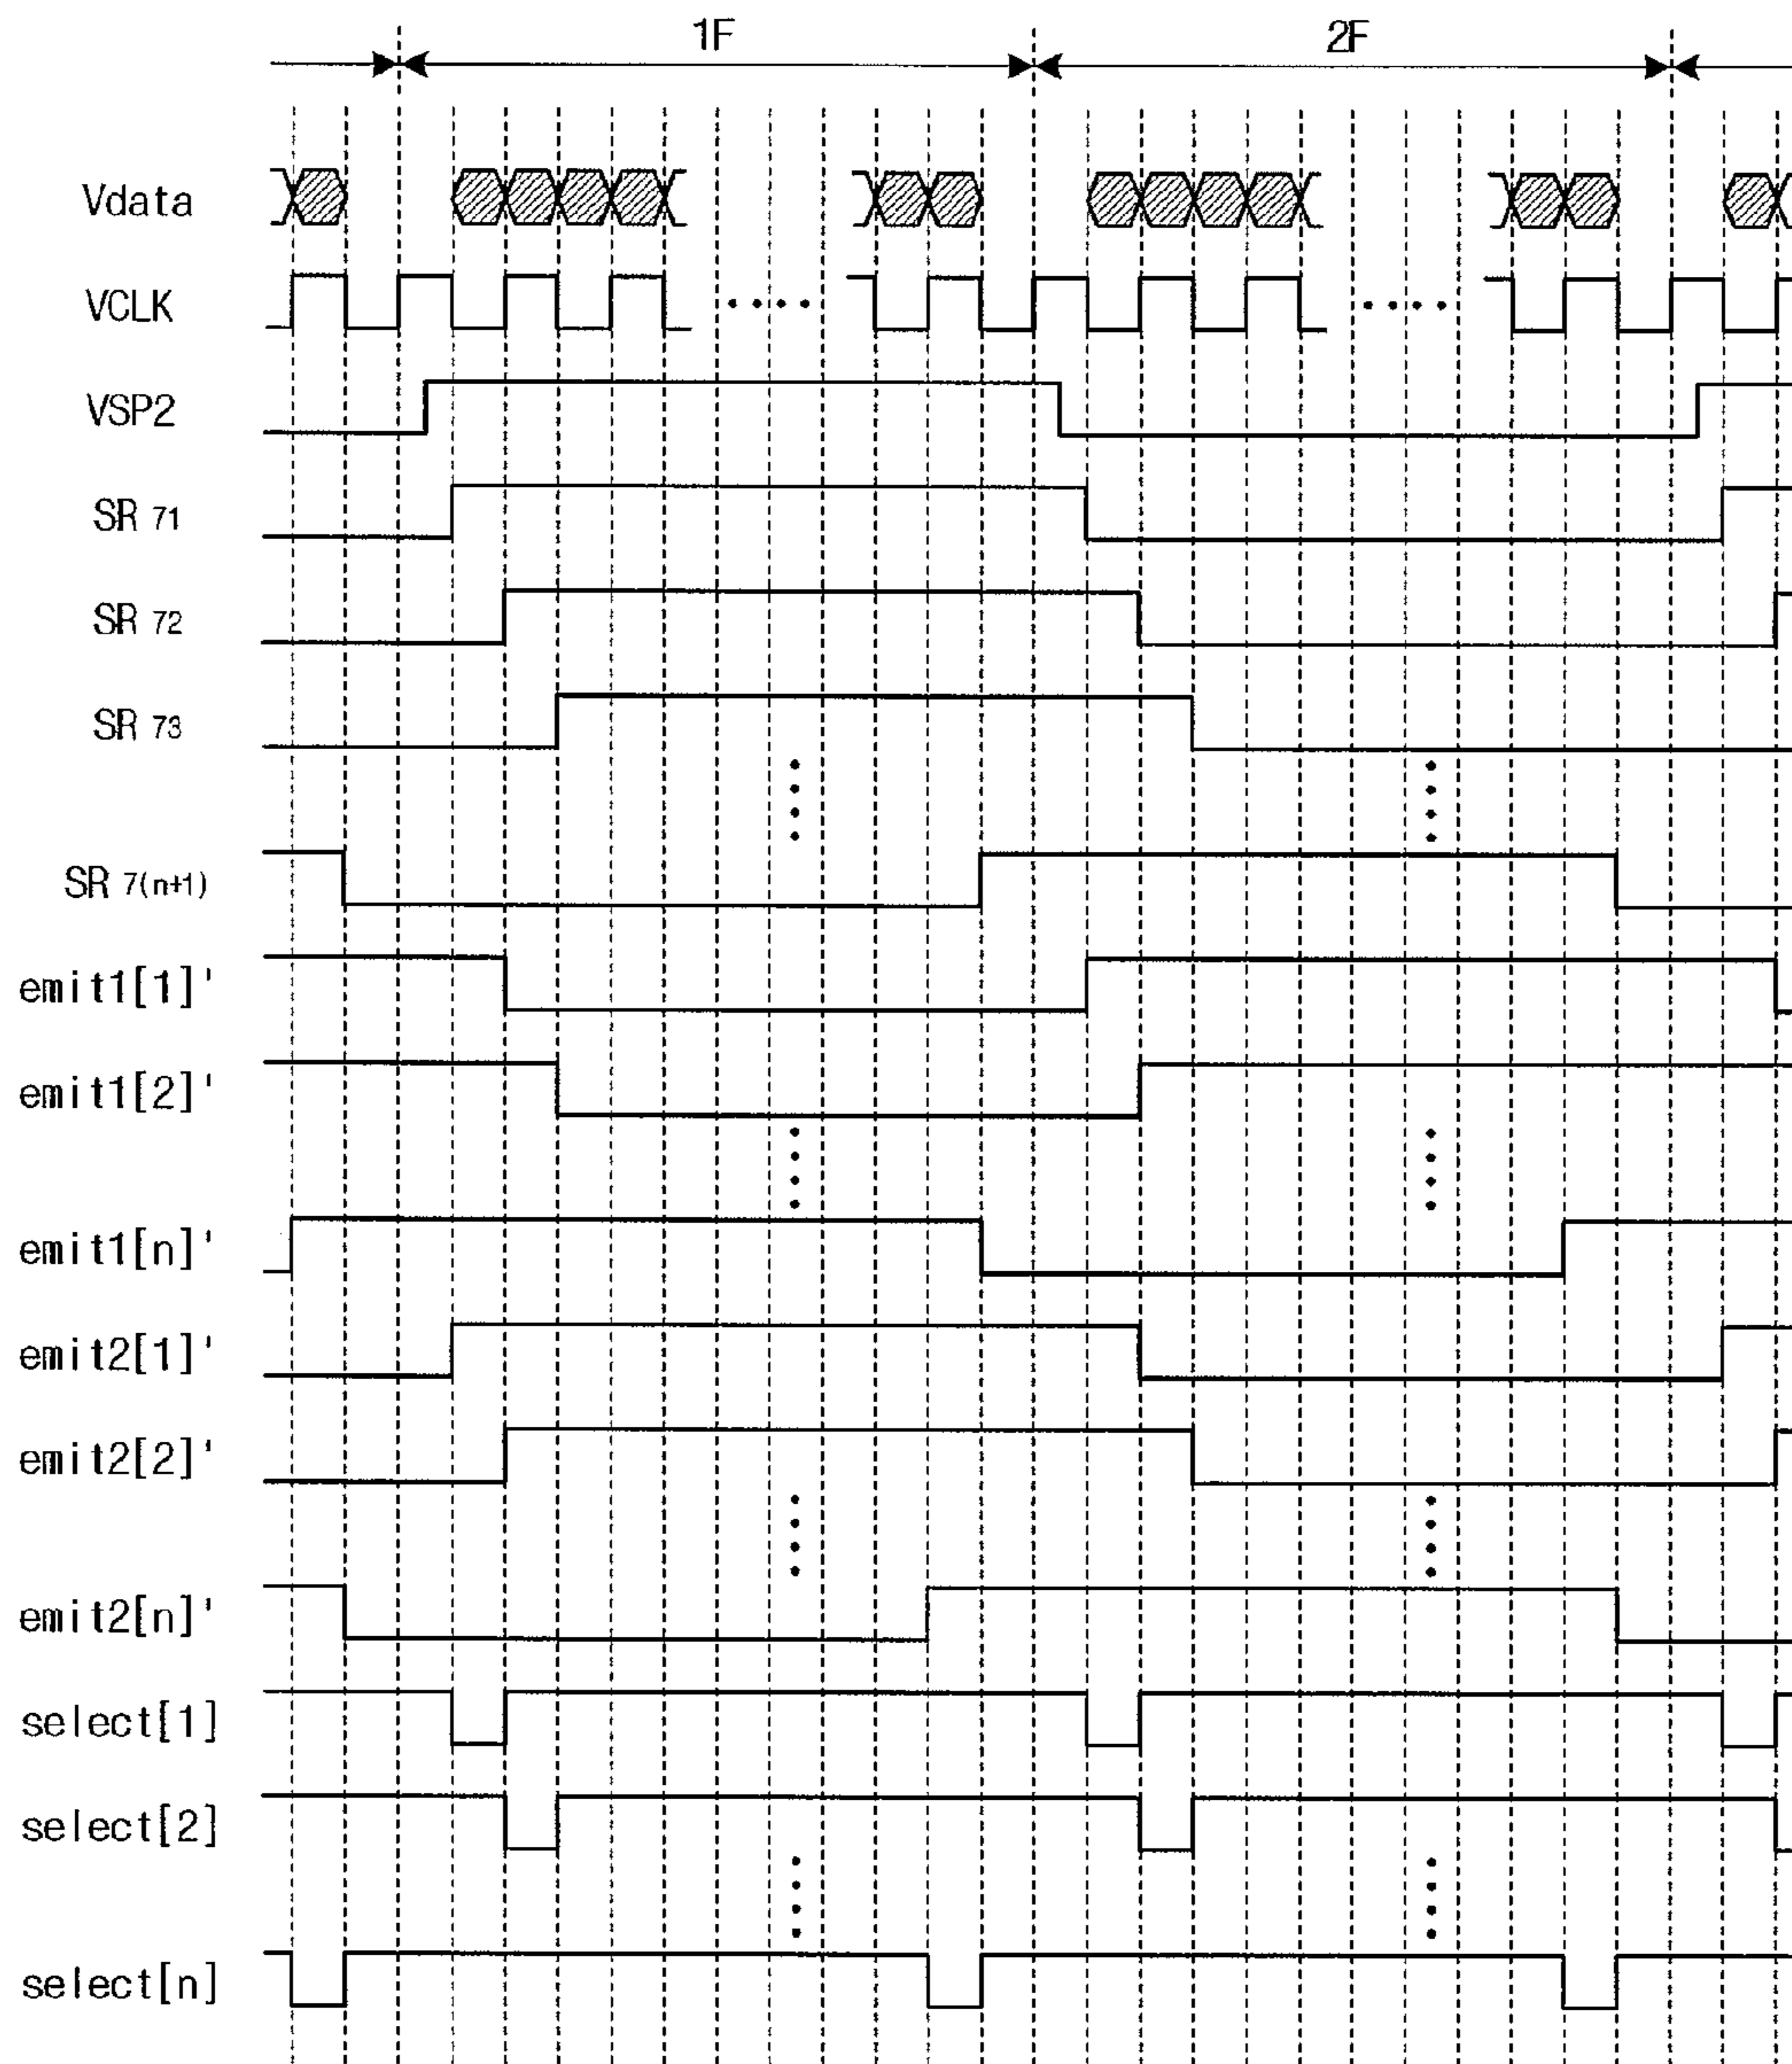 1F 2F
Vdata
VCLK
VSP2
SR 71
SR 72
SR 73
SR 7(n+1)
emit1[1]'
emit1[2]'
emit1[n]'
emit2[1]'
emit2[2]'
emit2[n]'
select[1]
select[2]
select[n]